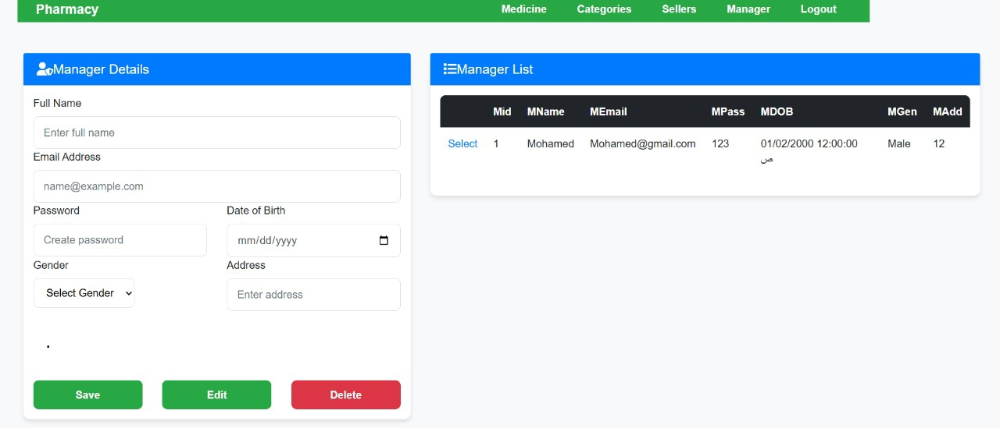 Pharmacy Medicine Categories Sellers Manager Logout
Manager Details
Full Name
Enter full name
Email Address
name@example.com
Password Date of Birth
Create password mm/dd/yyyy
Gender Address
Select Gender Enter address
.
Save Edit Delete
Manager List
Mid MName MEmail MPass MDOB MGen MAdd
Select 1 Mohamed Mohamed@gmail.com 123 01/02/2000 12:00:00 Male 12
ص